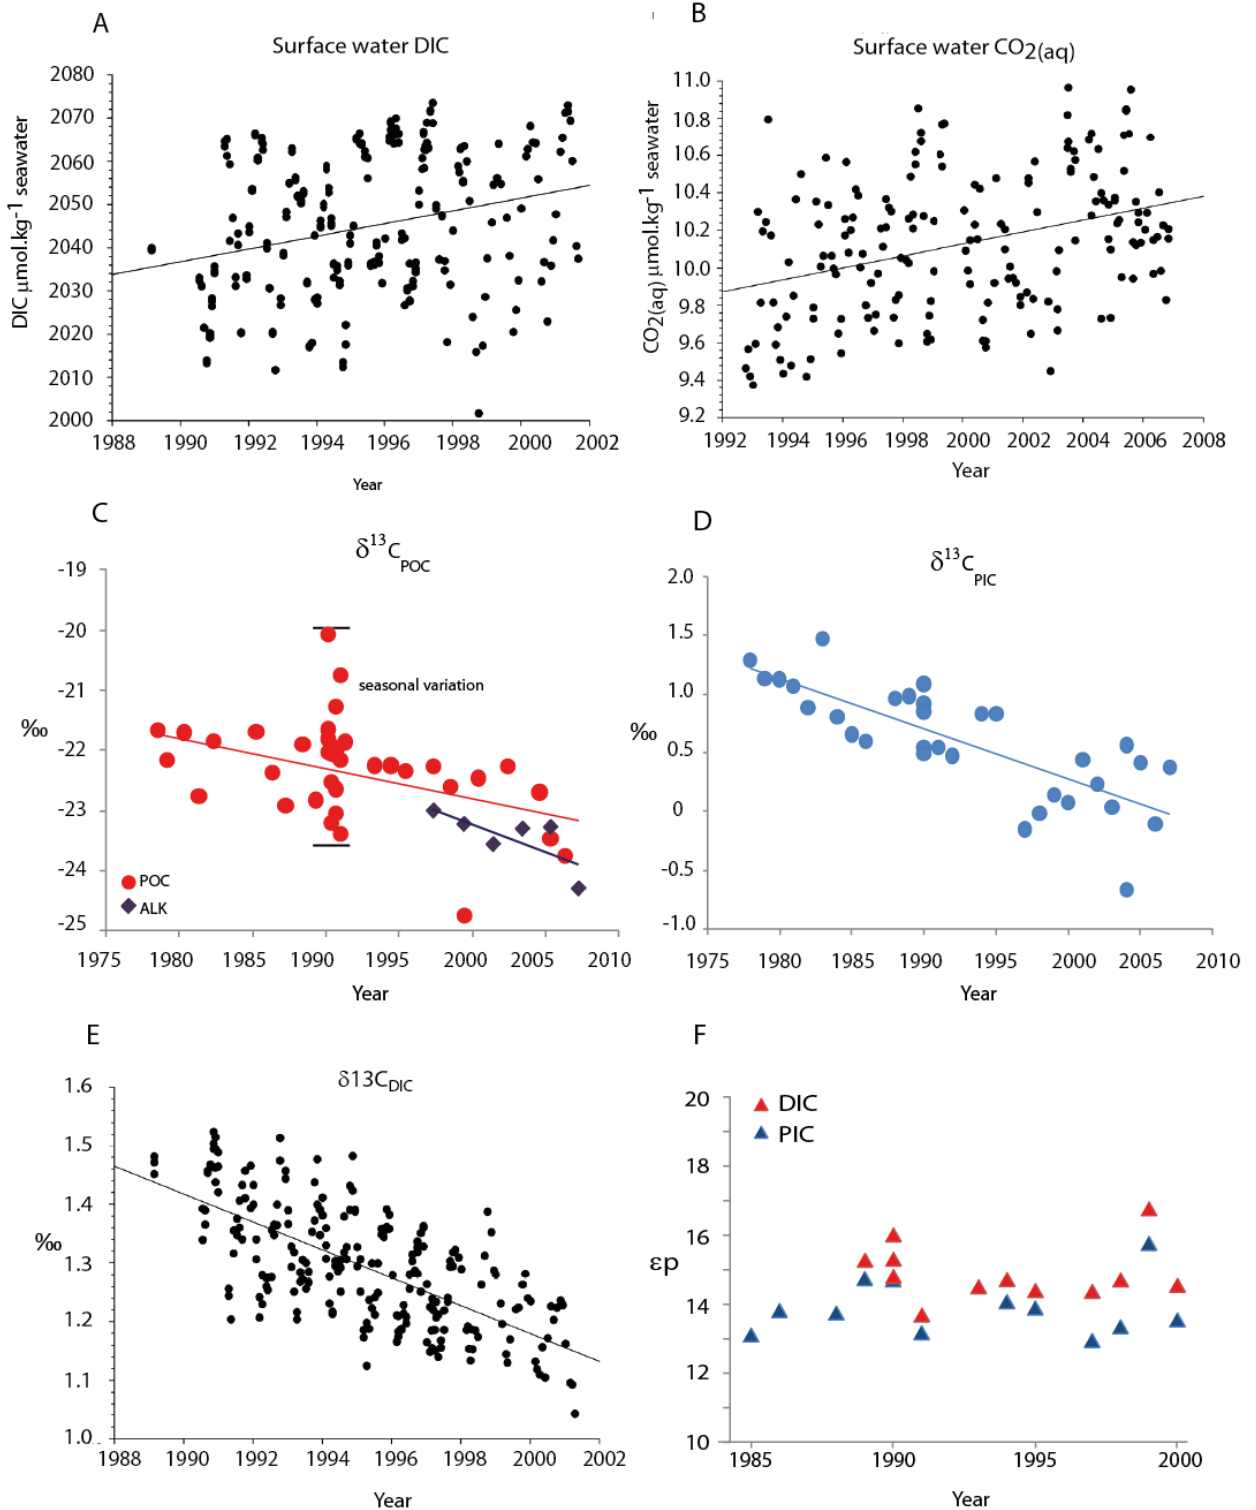 A
Surface water DIC
DIC μmol.kg⁻¹ seawater
2080
2070
2060
2050
2040
2030
2020
2010
2000
1988 1990 1992 1994 1996 1998 2000 2002
Year
B
Surface water CO₂(aq)
CO₂(aq) μmol.kg⁻¹ seawater
11.0
10.8
10.6
10.4
10.2
10.0
9.8
9.6
9.4
9.2
1992 1994 1996 1998 2000 2002 2004 2006 2008
Year
C
δ¹³C POC
‰
-19
-20
-21
-22
-23
-24
-25
seasonal variation
POC
ALK
1975 1980 1985 1990 1995 2000 2005 2010
Year
D
δ¹³C PIC
‰
2.0
1.5
1.0
0.5
0
-0.5
-1.0
1975 1980 1985 1990 1995 2000 2005 2010
Year
E
δ13C DIC
‰
1.6
1.5
1.4
1.3
1.2
1.1
1.0
1988 1990 1992 1994 1996 1998 2000 2002
Year
F
εp
20
18
16
14
12
10
DIC
PIC
1985 1990 1995 2000
Year